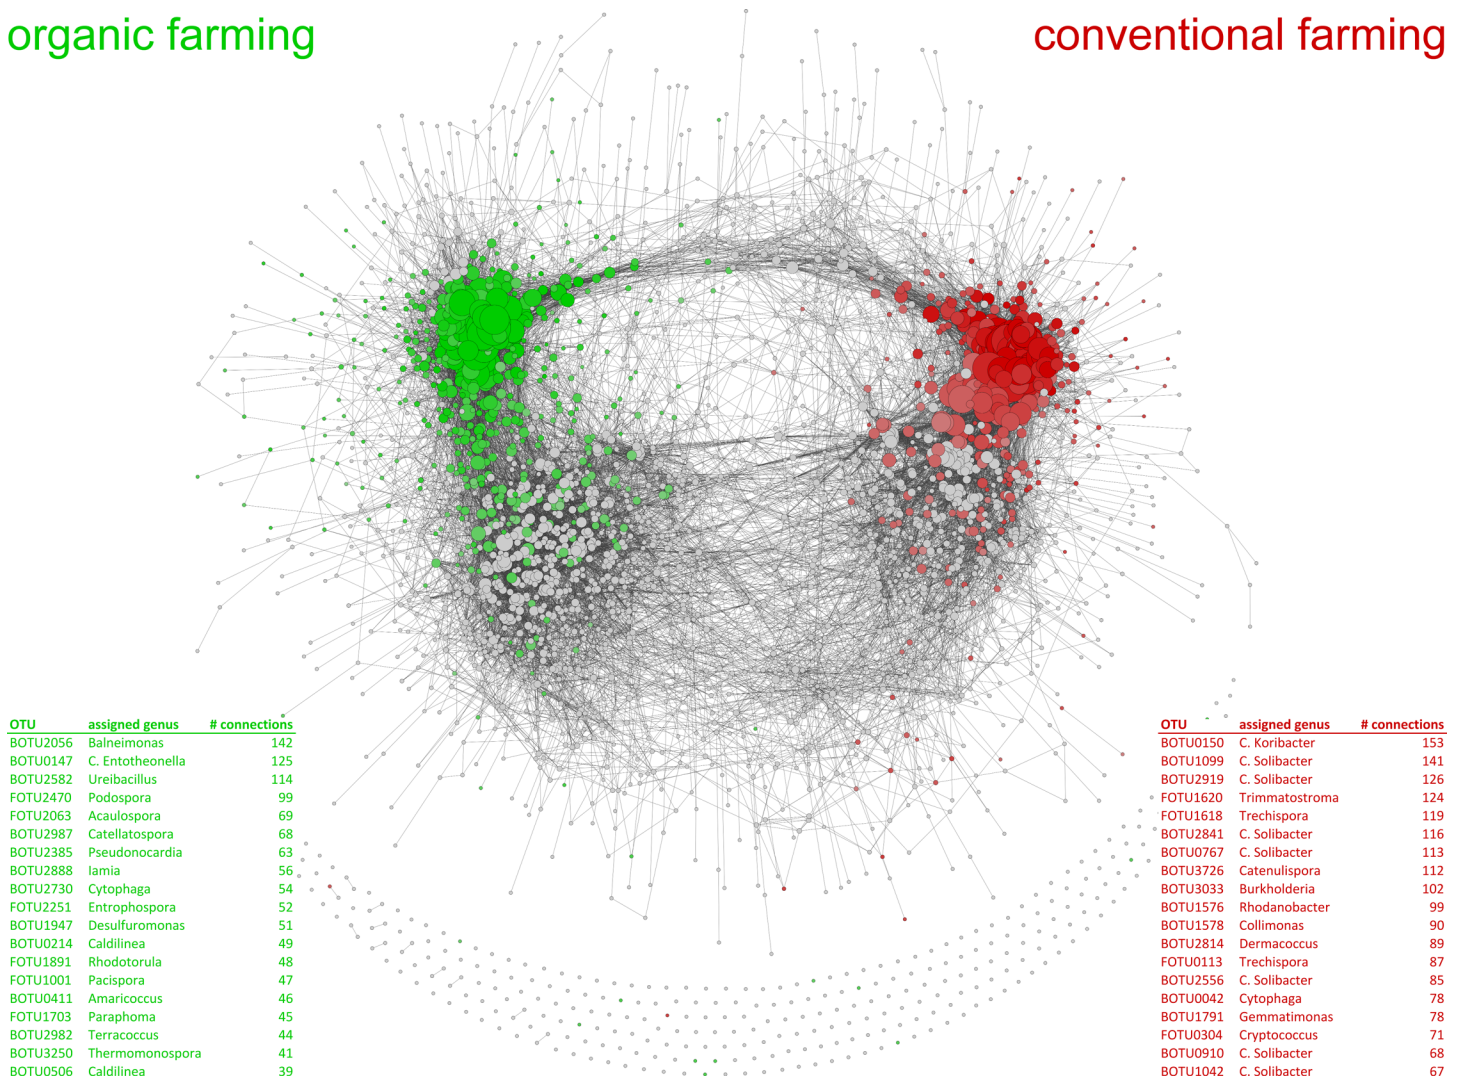 organic farming
conventional farming
OTU assigned genus # connections
BOTU2056 Balneimonas 142
BOTU0147 C. Entotheonella 125
BOTU2582 Ureibacillus 114
FOTU2470 Podospora 99
FOTU2063 Acaulospora 69
BOTU2987 Catellatospora 68
BOTU2385 Pseudonocardia 63
BOTU2888 Iamia 56
BOTU2730 Cytophaga 54
FOTU2251 Entrophospora 52
BOTU1947 Desulfuromonas 51
BOTU0214 Caldilinea 49
FOTU1891 Rhodotorula 48
FOTU1001 Pacispora 47
BOTU0411 Amaricoccus 46
FOTU1703 Paraphoma 45
BOTU2982 Terracoccus 44
BOTU3250 Thermomonospora 41
BOTU0506 Caldilinea 39
OTU assigned genus # connections
BOTU0150 C. Koribacter 153
BOTU1099 C. Solibacter 141
BOTU2919 C. Solibacter 126
FOTU1620 Trimmatostroma 124
FOTU1618 Trechispora 119
BOTU2841 C. Solibacter 116
BOTU0767 C. Solibacter 113
BOTU3726 Catenulispora 112
BOTU3033 Burkholderia 102
BOTU1576 Rhodanobacter 99
BOTU1578 Collimonas 90
BOTU2814 Dermacoccus 89
FOTU0113 Trechispora 87
BOTU2556 C. Solibacter 85
BOTU0042 Cytophaga 78
BOTU1791 Gemmatimonas 78
FOTU0304 Cryptococcus 71
BOTU0910 C. Solibacter 68
BOTU1042 C. Solibacter 67